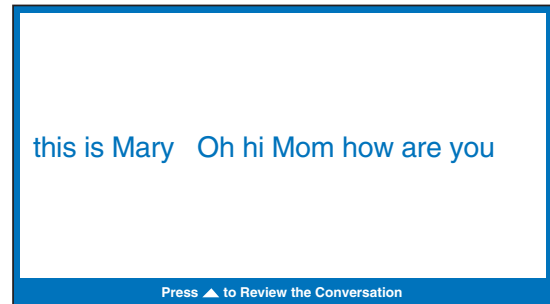 this is Mary   Oh hi Mom how are you
Press ▲ to Review the Conversation